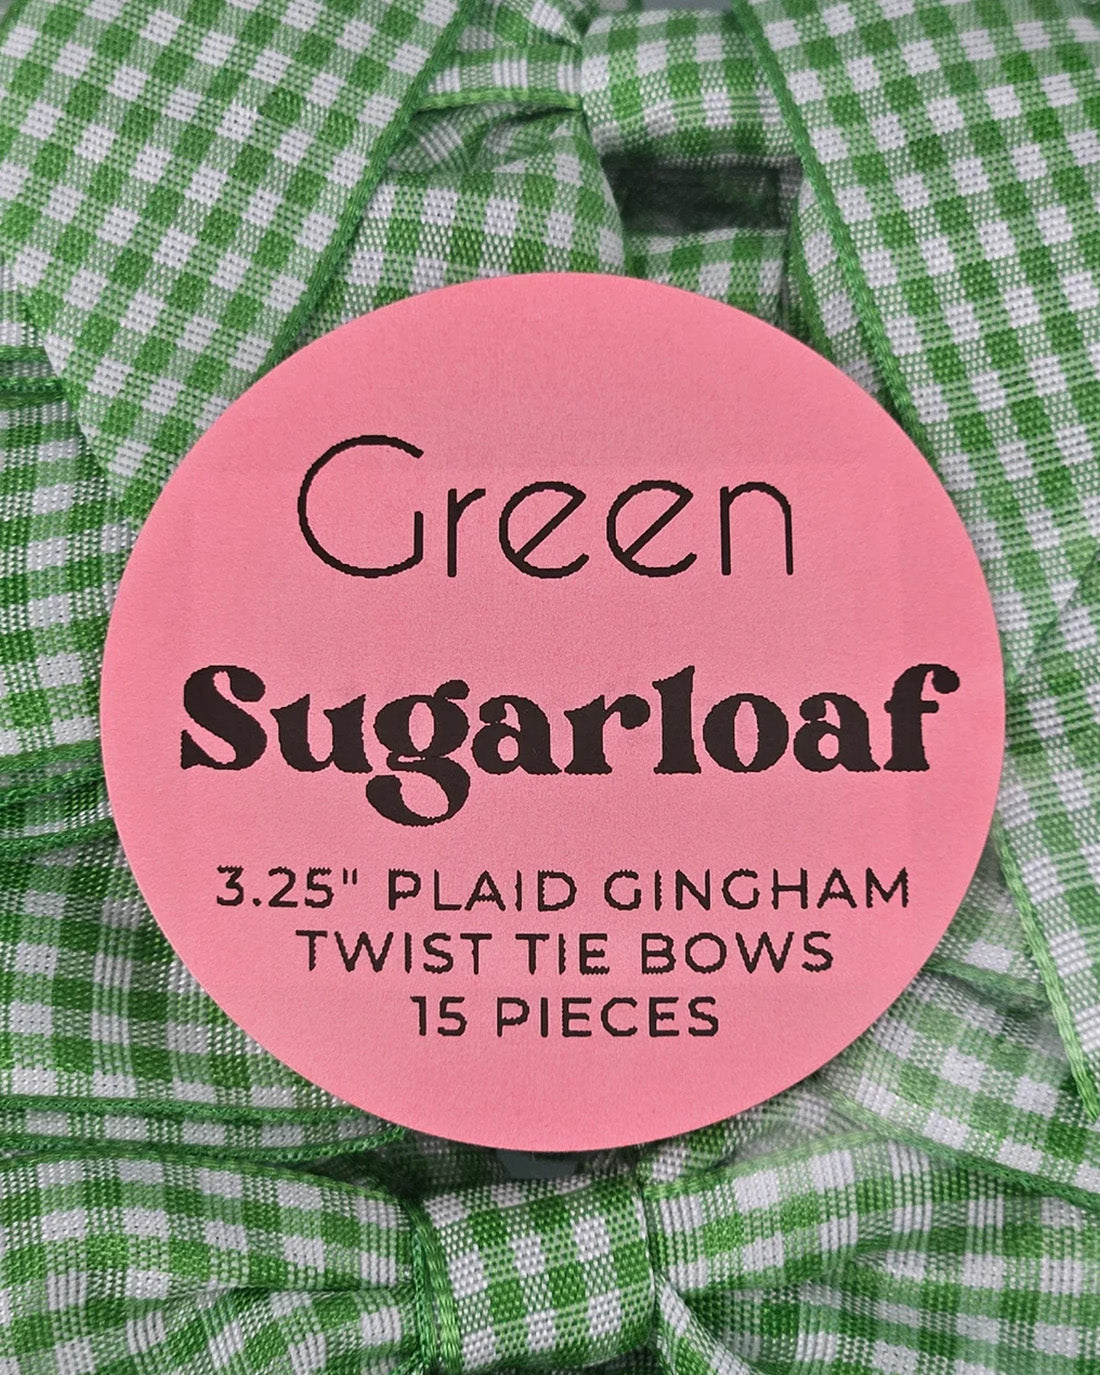 Green
Sugarloaf
3.25" PLAID GINGHAM
TWIST TIE BOWS
15 PIECES